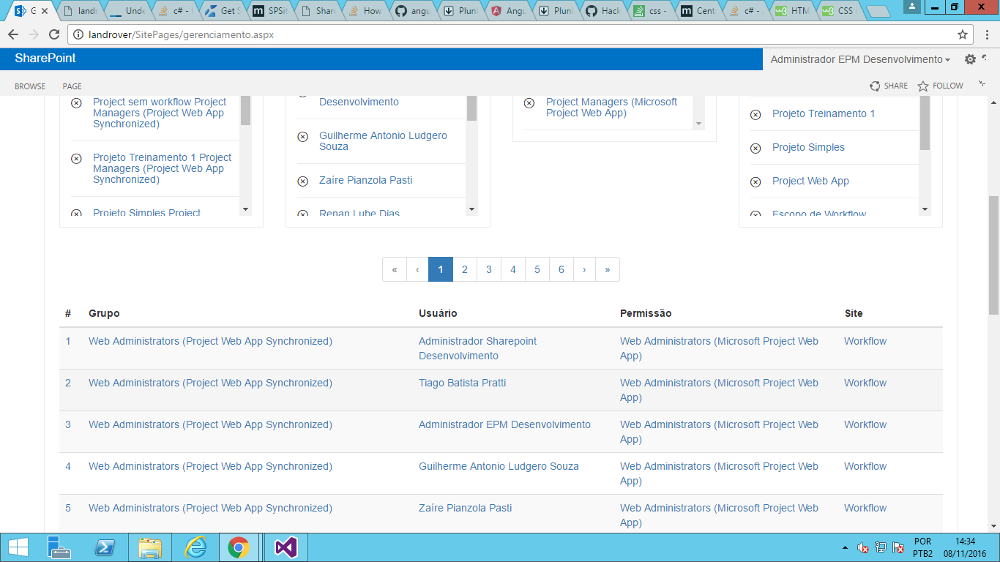 G
landr
Unde
c# -
Get S
SPSit
Share
How
angu
Plun
Angu
Plun
Hack
css -
Cent
c# -
HTM
CSS
landrover/SitePages/gerenciamento.aspx
SharePoint
Administrador EPM Desenvolvimento
BROWSE PAGE
SHARE FOLLOW
Project sem workflow Project
Managers (Project Web App
Synchronized)
Projeto Treinamento 1 Project
Managers (Project Web App
Synchronized)
Projeto Simples Project
Desenvolvimento
Guilherme Antonio Ludgero
Souza
Zaíre Pianzola Pasti
Renan Lube Dias
Project Managers (Microsoft
Project Web App)
Projeto Treinamento 1
Projeto Simples
Project Web App
Escopo de Workflow
« ‹ 1 2 3 4 5 6 › »
# Grupo Usuário Permissão Site
1 Web Administrators (Project Web App Synchronized) Administrador Sharepoint Web Administrators (Microsoft Project Web Workflow
Desenvolvimento App)
2 Web Administrators (Project Web App Synchronized) Tiago Batista Pratti Web Administrators (Microsoft Project Web Workflow
App)
3 Web Administrators (Project Web App Synchronized) Administrador EPM Desenvolvimento Web Administrators (Microsoft Project Web Workflow
App)
4 Web Administrators (Project Web App Synchronized) Guilherme Antonio Ludgero Souza Web Administrators (Microsoft Project Web Workflow
App)
5 Web Administrators (Project Web App Synchronized) Zaíre Pianzola Pasti Web Administrators (Microsoft Project Web Workflow
App)
POR 14:34
PTB2 08/11/2016